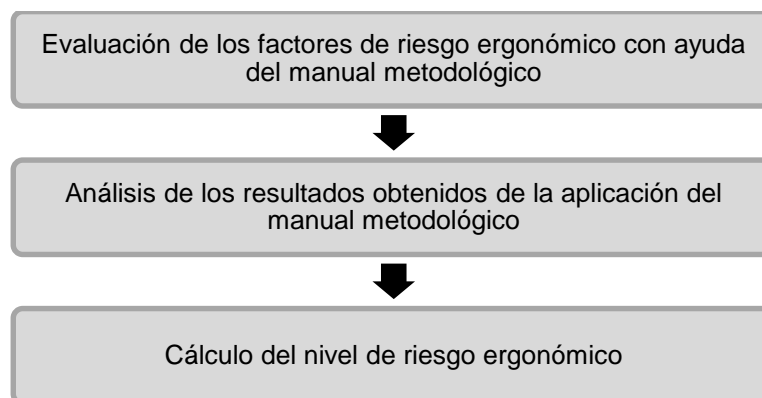 Evaluación de los factores de riesgo ergonómico con ayuda
del manual metodológico
Análisis de los resultados obtenidos de la aplicación del
manual metodológico
Cálculo del nivel de riesgo ergonómico